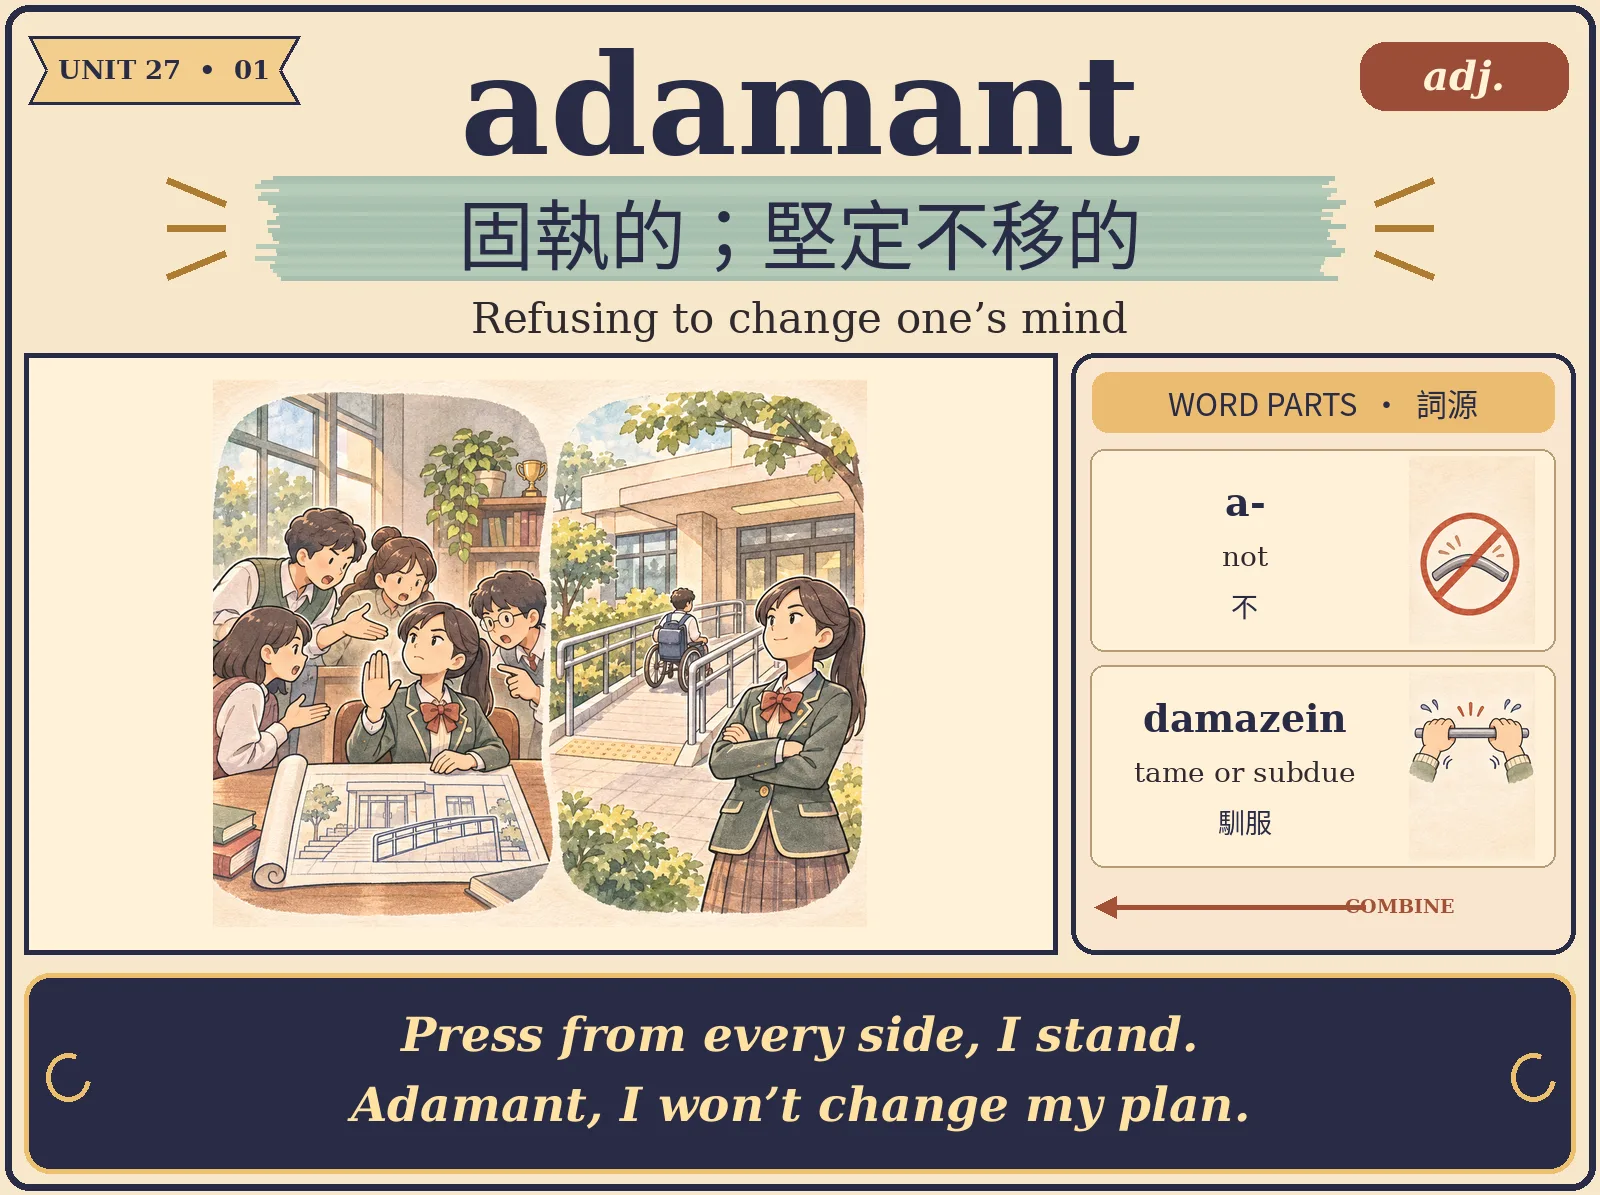 UNIT 27 • 01
adamant
adj.
固執的；堅定不移的
Refusing to change one’s mind
WORD PARTS · 詞源
a-
not
不
damazein
tame or subdue
馴服
COMBINE
Press from every side, I stand.
Adamant, I won’t change my plan.